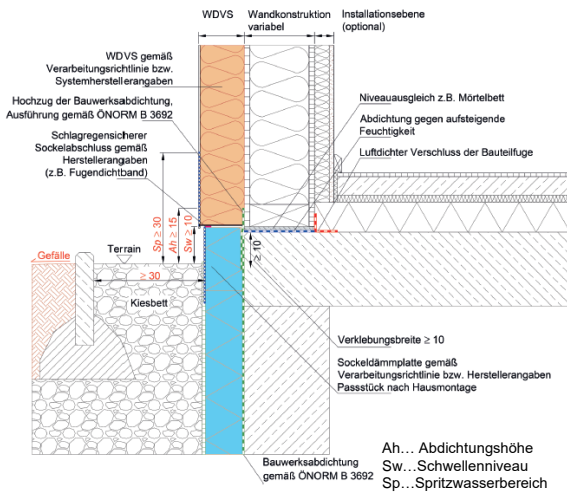 WDVS
Wandkonstruktion
variabel
Installationsebene
(optional)
WDVS gemäß
Verarbeitungsrichtlinie bzw.
Systemherstellerangaben
Hochzug der Bauwerksabdichtung,
Ausführung gemäß ÖNORM B 3692
Schlagregensicherer
Sockelabschluss gemäß
Herstellerangaben
(z.B. Fugendichtband)
Niveauausgleich z.B. Mörtelbett
Abdichtung gegen aufsteigende
Feuchtigkeit
Luftdichter Verschluss der Bauteilfuge
Sp ≥ 30
Ah ≥ 15
Sw ≥ 10
≥ 10
Gefälle
Terrain
≥ 30
Kiesbett
Verklebungsbreite ≥ 10
Sockeldämmplatte gemäß
Verarbeitungsrichtlinie bzw. Herstellerangaben
Passstück nach Hausmontage
Bauwerksabdichtung
gemäß ÖNORM B 3692
Ah... Abdichtungshöhe
Sw...Schwellenniveau
Sp...Spritzwasserbereich